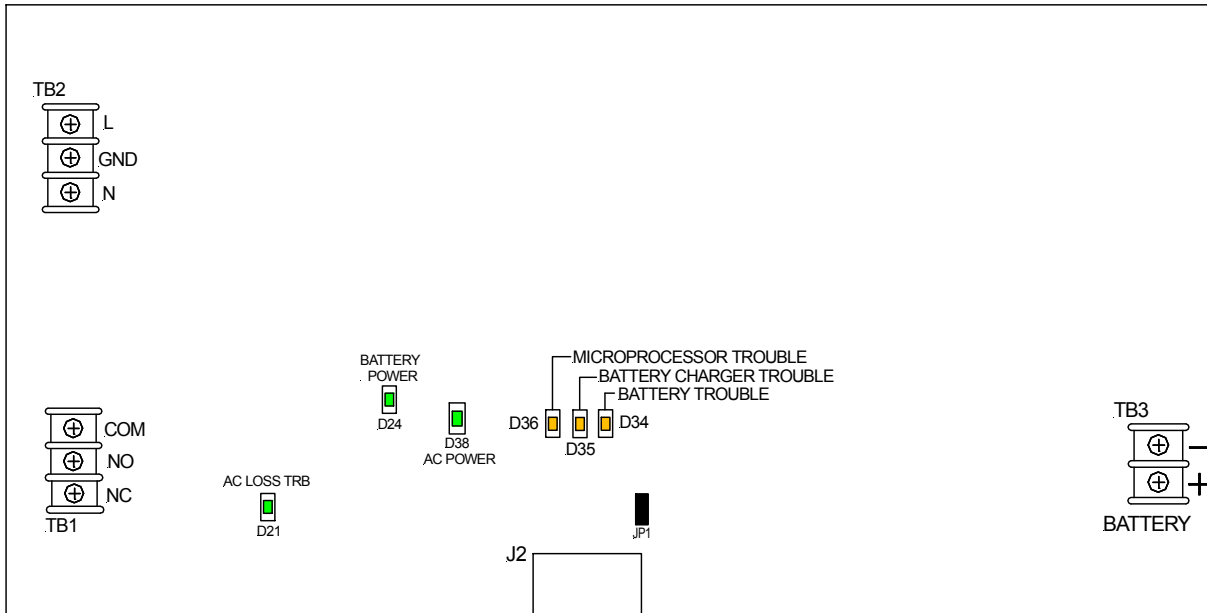 TB2
L
GND
N
BATTERY
POWER
D24
D38
AC POWER
MICROPROCESSOR TROUBLE
BATTERY CHARGER TROUBLE
BATTERY TROUBLE
D36
D35
D34
COM
NO
NC
TB1
AC LOSS TRB
D21
JP1
J2
TB3
-
+
BATTERY